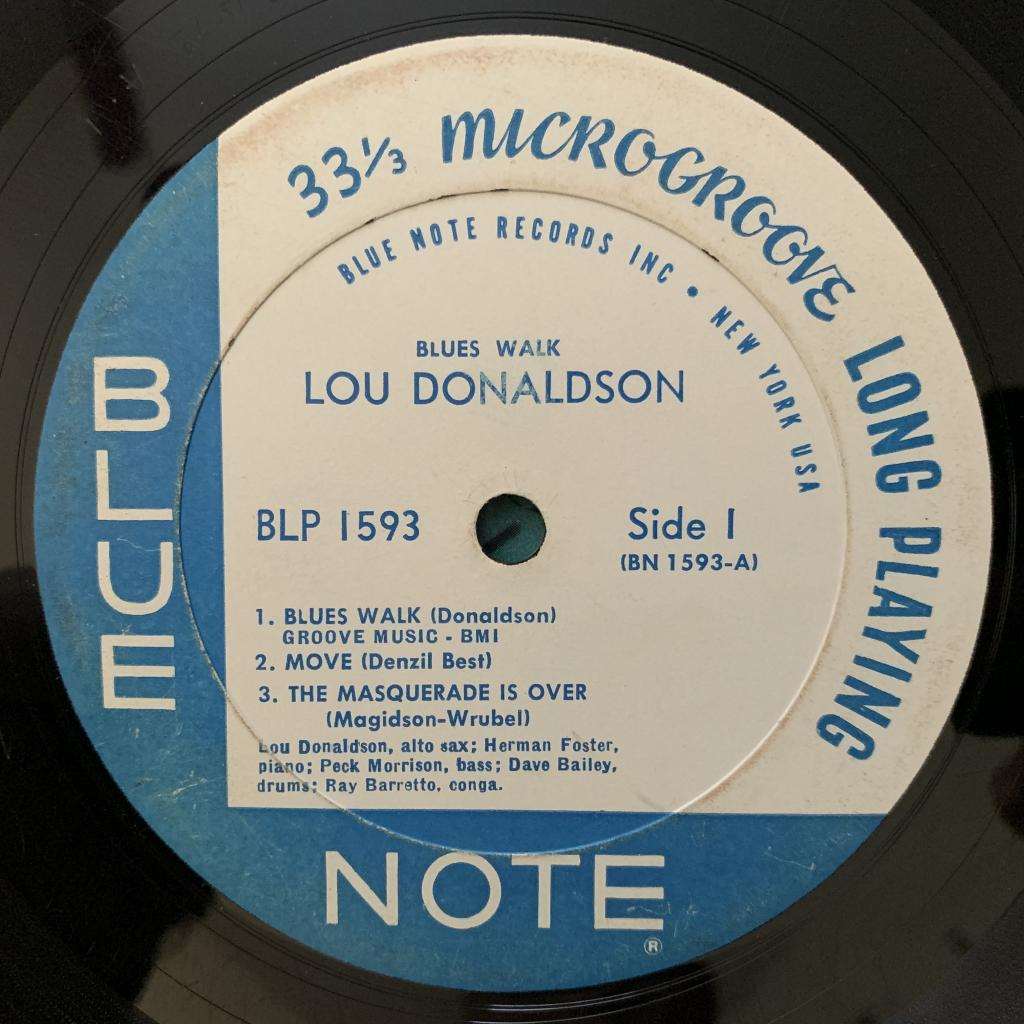 33⅓ MICROGROOVE LONG PLAYING
BLUE NOTE RECORDS INC • NEW YORK USA
BLUES WALK
LOU DONALDSON
BLP 1593
Side 1
(BN 1593-A)
1. BLUES WALK (Donaldson)
GROOVE MUSIC - BMI
2. MOVE (Denzil Best)
3. THE MASQUERADE IS OVER
(Magidson-Wrubel)
Lou Donaldson, alto sax; Herman Foster,
piano; Peck Morrison, bass; Dave Bailey,
drums; Ray Barretto, conga.
BLUE
NOTE
®